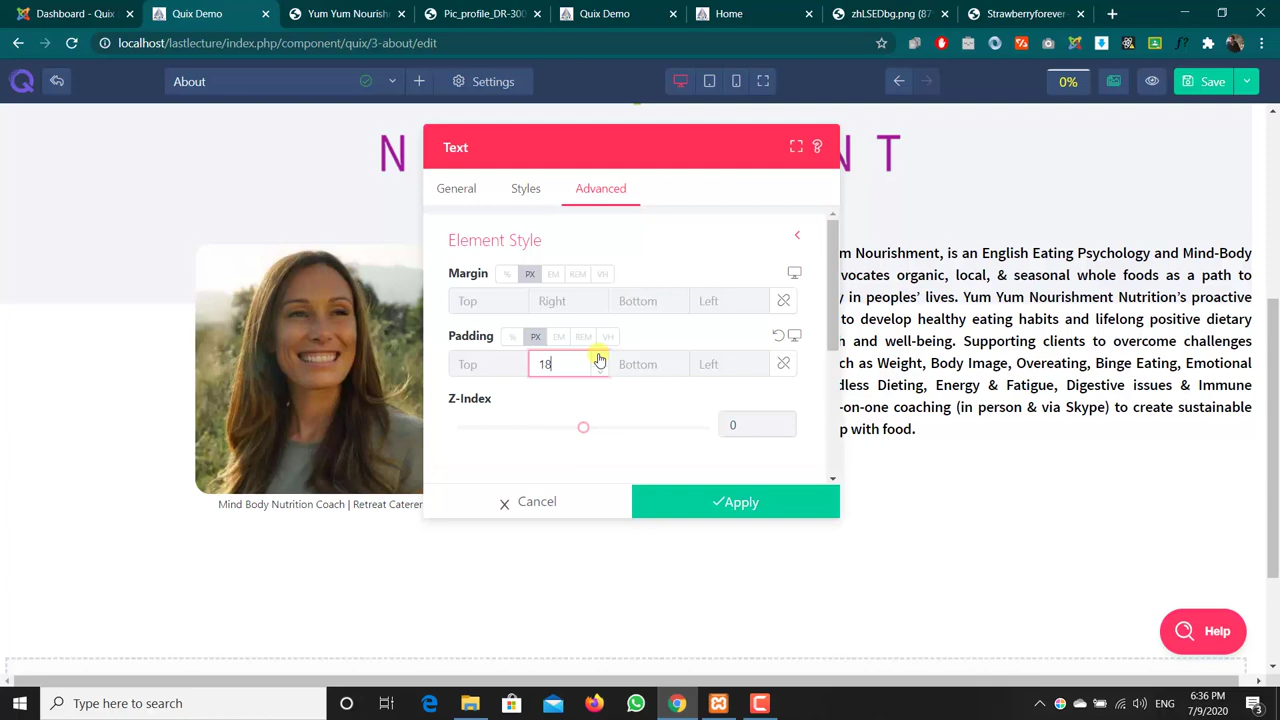 Dashboard - Quix Demo - A
Quix Demo
Yum Yum Nourish
Pic_profile_DR-300
Quix Demo
Home
zhLSEDbg.png (87
Strawberryforever-
localhost/lastlecture/index.php/component/quix/3-about/edit
About
Settings
0%
Save
N
N T
Text
General
Styles
Advanced
Element Style
Margin
% PX EM REM VH
Top Right Bottom Left
Padding
% PX EM REM VH
Top 18 Bottom Left
Z-Index
0
Cancel
Apply
m Nourishment, is an English Eating Psychology and Mind-Body
vocates organic, local, & seasonal whole foods as a path to
y in peoples’ lives. Yum Yum Nourishment Nutrition’s proactive
to develop healthy eating habits and lifelong positive dietary
n and well-being. Supporting clients to overcome challenges
ch as Weight, Body Image, Overeating, Binge Eating, Emotional
dless Dieting, Energy & Fatigue, Digestive issues & Immune
-on-one coaching (in person & via Skype) to create sustainable
p with food.
Mind Body Nutrition Coach | Retreat Caterer
Help
Type here to search
6:36 PM
7/9/2020
3